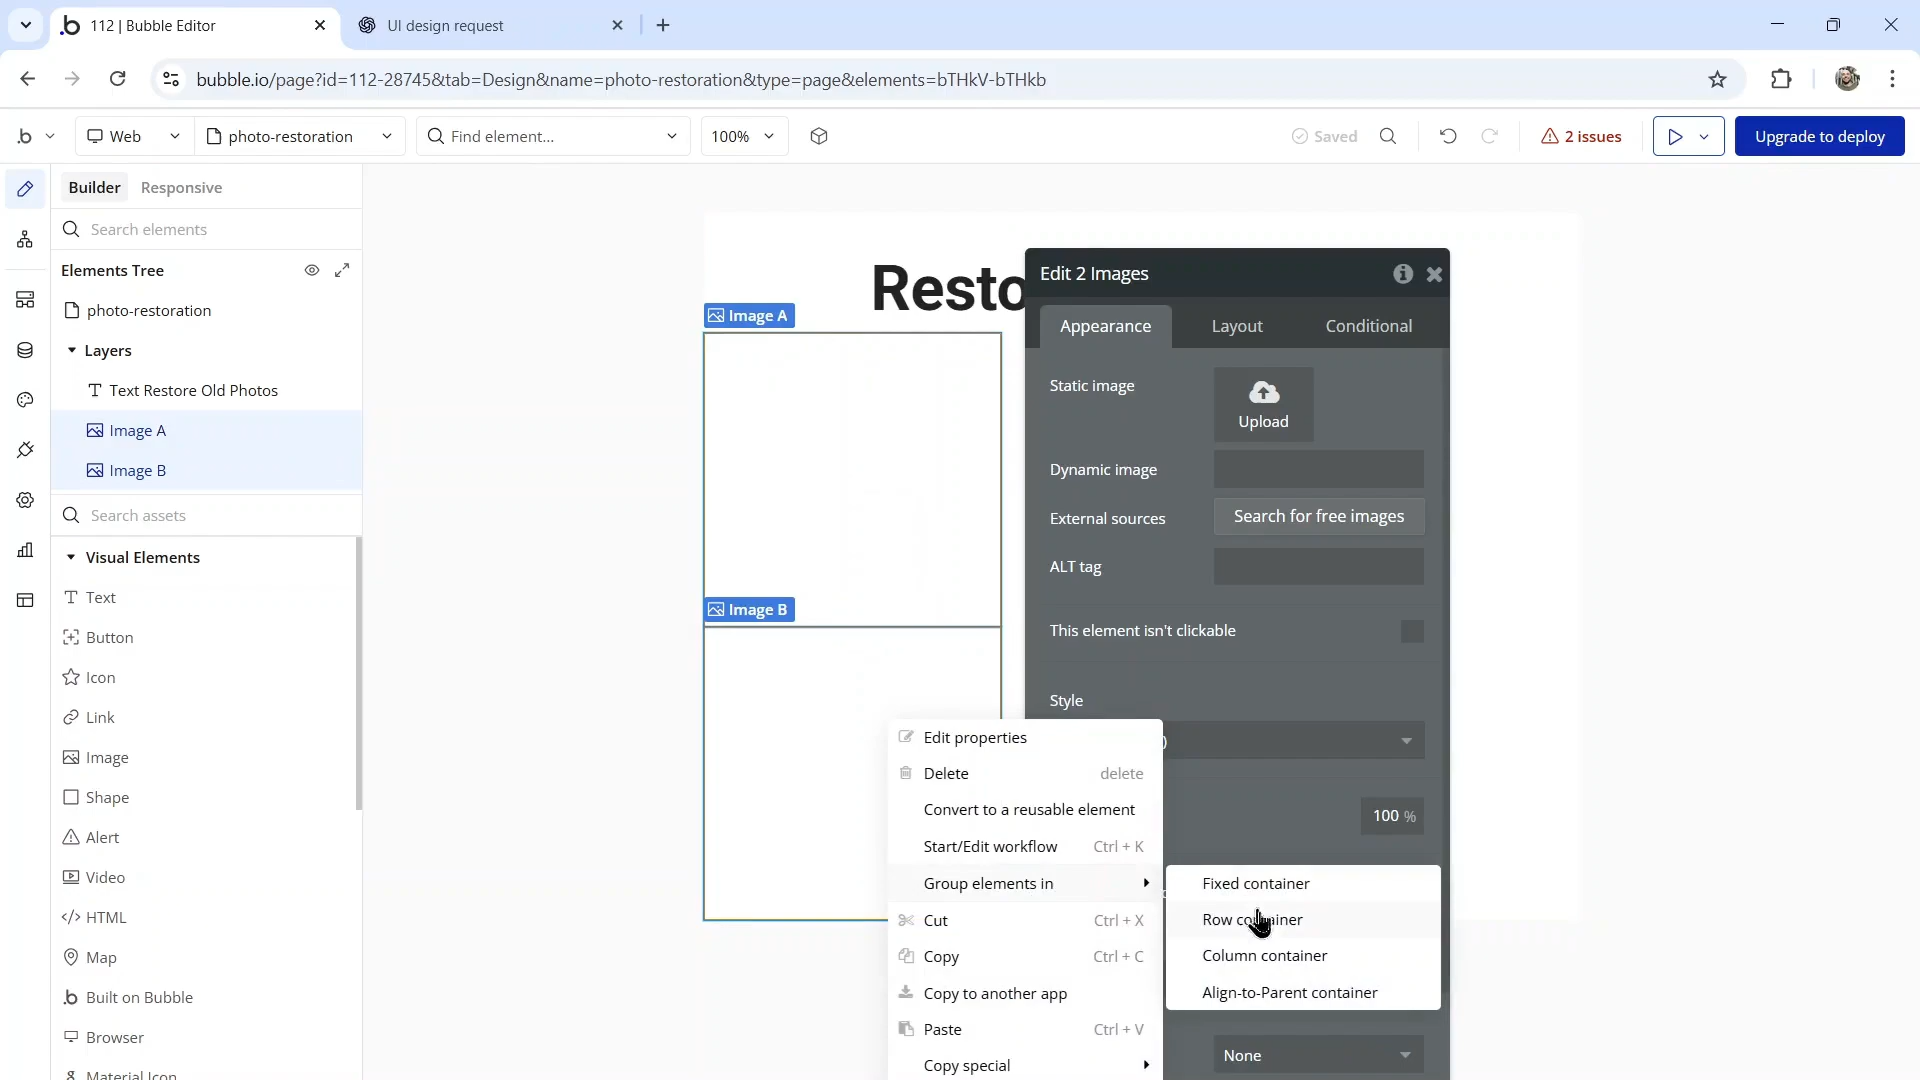 112 | Bubble Editor
UI design request
bubble.io/page?id=112-28745&tab=Design&name=photo-restoration&type=page&elements=bTHkV-bTHkb
Web
photo-restoration
Find element...
100%
Saved
2 issues
Upgrade to deploy
Builder
Responsive
Search elements
Elements Tree
photo-restoration
Layers
Text Restore Old Photos
Image A
Image B
Search assets
Visual Elements
Text
Button
Icon
Link
Image
Shape
Alert
Video
HTML
Map
Built on Bubble
Browser
Material Icon
Resto
Image A
Image B
Edit 2 Images
Appearance
Layout
Conditional
Static image
Upload
Dynamic image
External sources
Search for free images
ALT tag
This element isn't clickable
Style
100 %
None
Edit properties
Delete delete
Convert to a reusable element
Start/Edit workflow Ctrl + K
Group elements in
Cut Ctrl + X
Copy Ctrl + C
Copy to another app
Paste Ctrl + V
Copy special
Fixed container
Row container
Column container
Align-to-Parent container